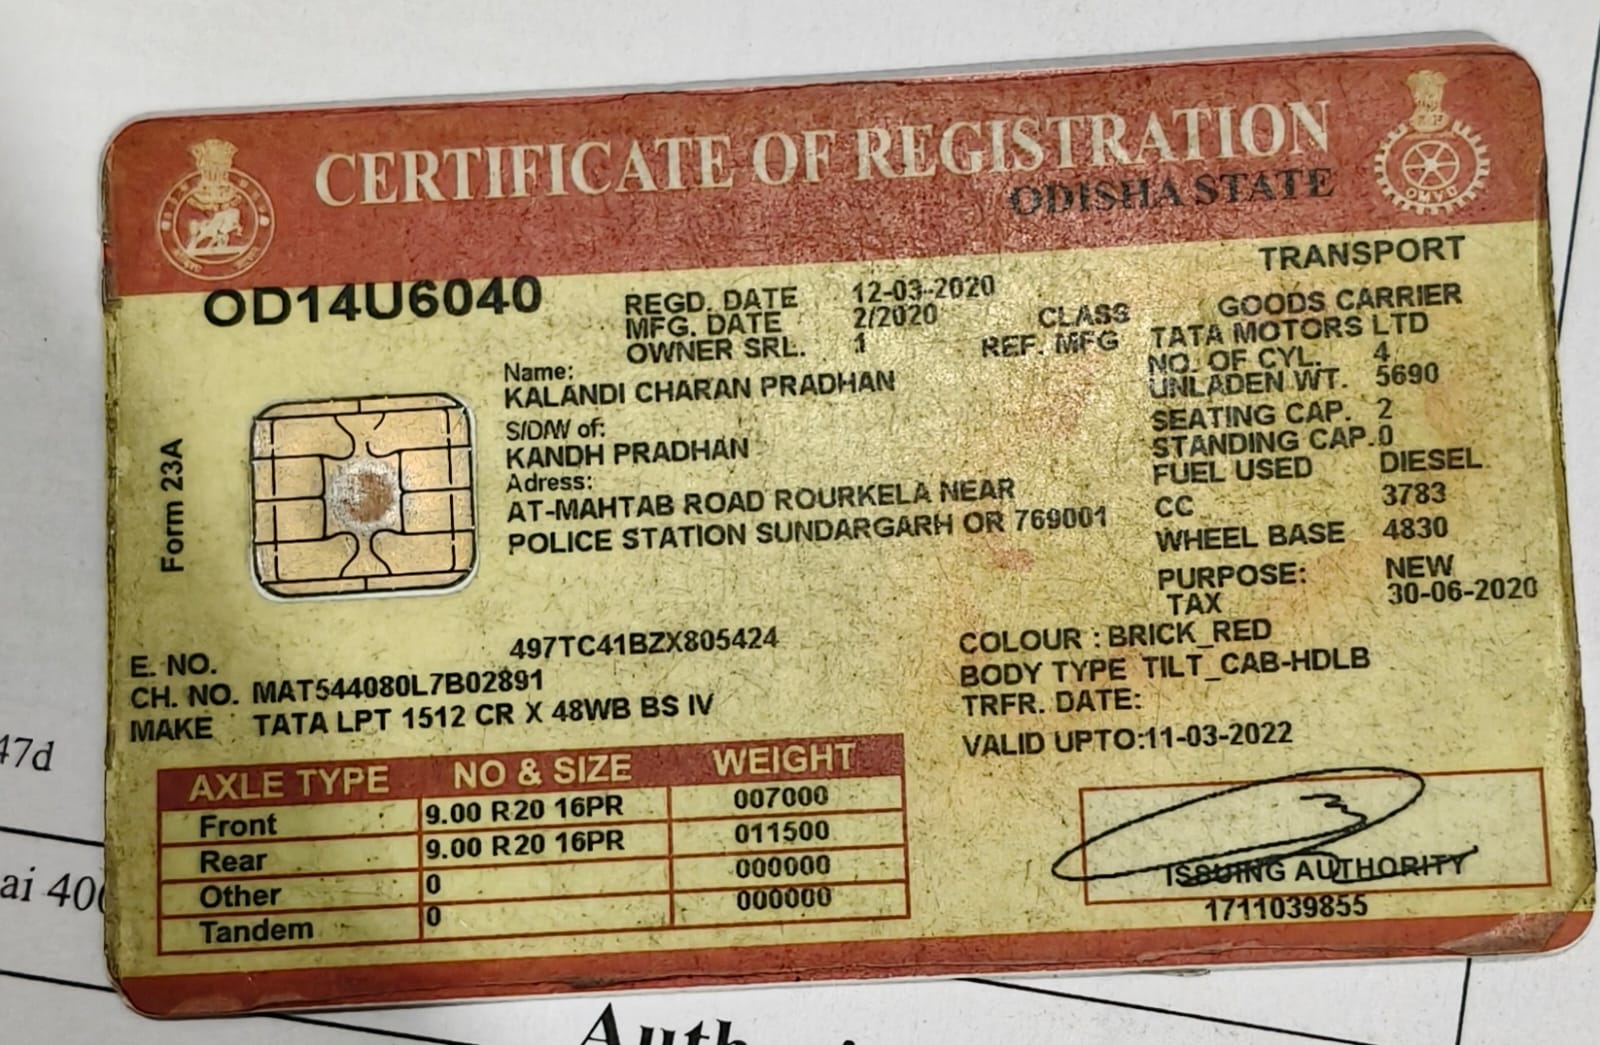 CERTIFICATE OF REGISTRATION
ODISHA STATE
OMVD
TRANSPORT
OD14U6040
REGD. DATE 12-03-2020
MFG. DATE 2/2020
OWNER SRL. 1
CLASS GOODS CARRIER
REF. MFG TATA MOTORS LTD
NO. OF CYL. 4
UNLADEN WT. 5690
SEATING CAP. 2
STANDING CAP. 0
FUEL USED DIESEL
CC 3783
WHEEL BASE 4830
PURPOSE: NEW
TAX 30-06-2020
Name:
KALANDI CHARAN PRADHAN
S/D/W of:
KANDH PRADHAN
Adress:
AT-MAHTAB ROAD ROURKELA NEAR
POLICE STATION SUNDARGARH OR 769001
Form 23A
E. NO. 497TC41BZX805424
CH. NO. MAT544080L7B02891
MAKE TATA LPT 1512 CR X 48WB BS IV
COLOUR : BRICK_RED
BODY TYPE TILT_CAB-HDLB
TRFR. DATE:
VALID UPTO:11-03-2022
AXLE TYPE NO & SIZE WEIGHT
Front 9.00 R20 16PR 007000
Rear 9.00 R20 16PR 011500
Other 0 000000
Tandem 0 000000
ISSUING AUTHORITY
1711039855
47d
ai 40